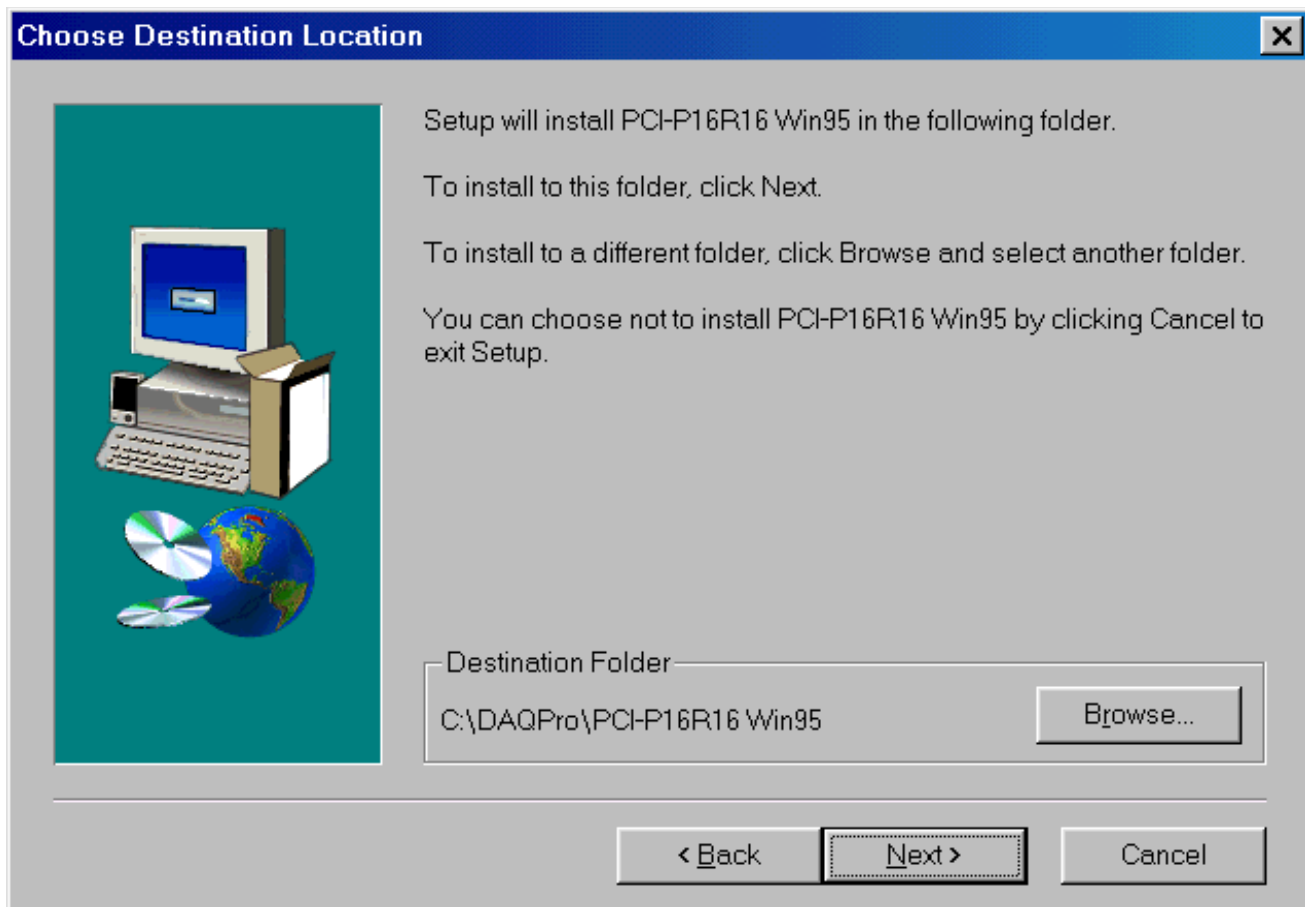 Choose Destination Location
Setup will install PCI-P16R16 Win95 in the following folder.
To install to this folder, click Next.
To install to a different folder, click Browse and select another folder.
You can choose not to install PCI-P16R16 Win95 by clicking Cancel to
exit Setup.
Destination Folder
C:\DAQPro\PCI-P16R16 Win95
Browse...
< Back
Next >
Cancel